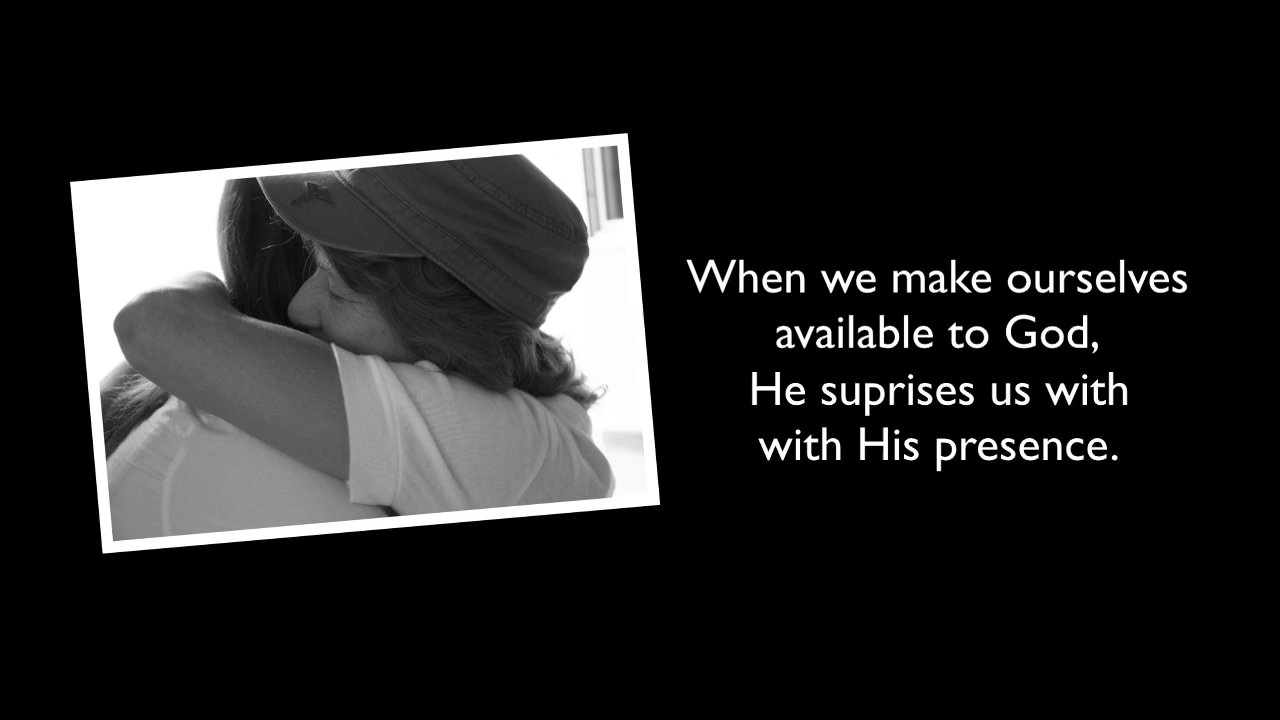 When we make ourselves
available to God,
He suprises us with
with His presence.